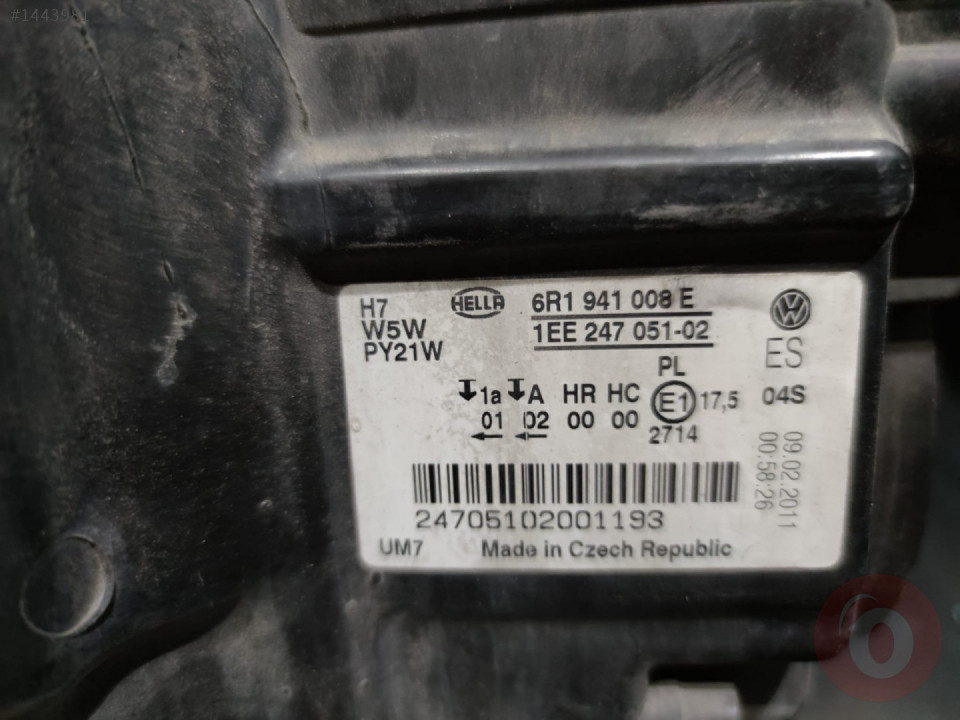 #1443981
H7
W5W
PY21W
HELLA
6R1 941 008 E
1EE 247 051-02
ES
PL
1a A HR HC E1 17,5 04S
01 02 00 00
2714
24705102001193
UM7 Made in Czech Republic
09.02.2011
00:58:26